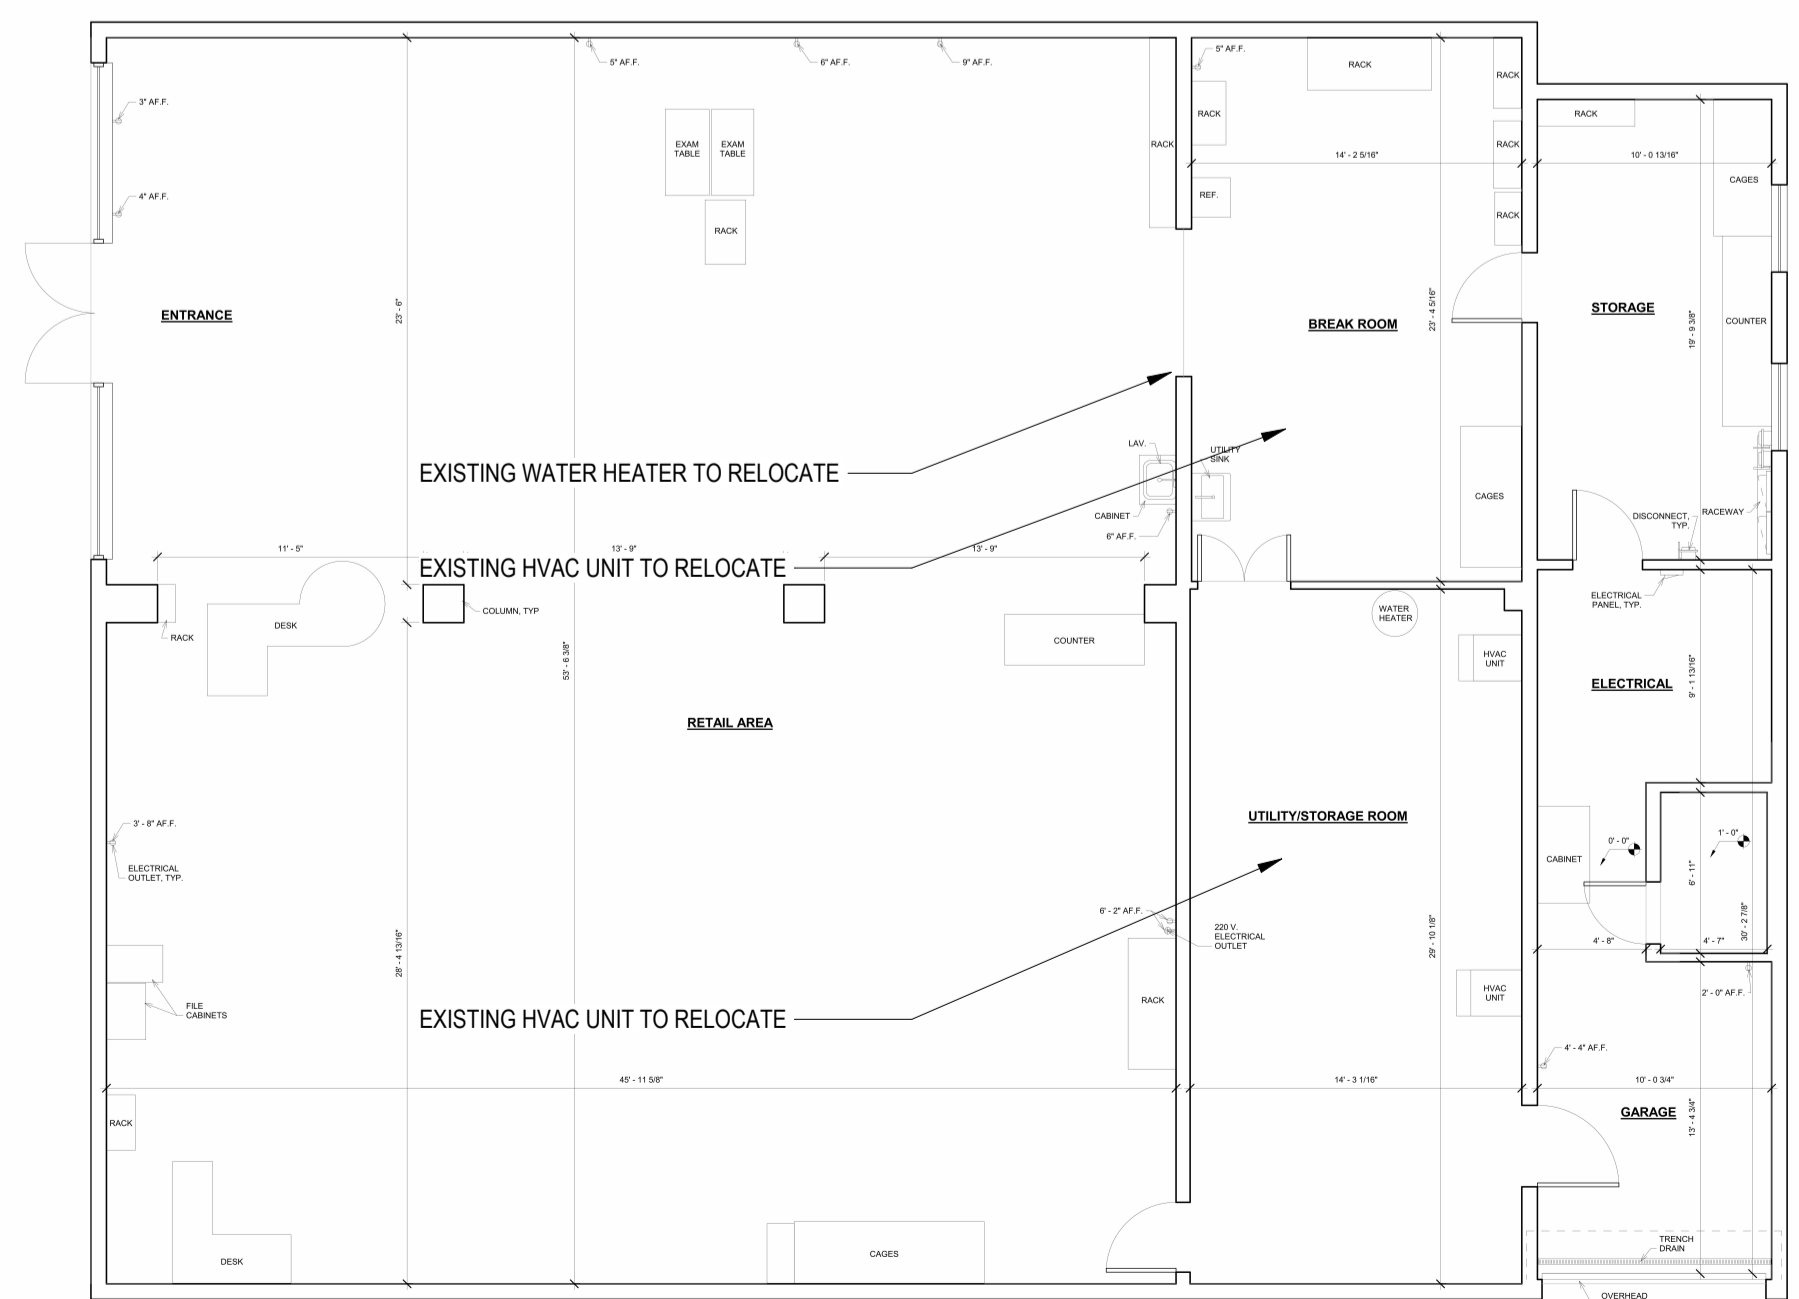 5" AF.F.
6" AF.F.
9" AF.F.
5" AF.F.
RACK
RACK
3" AF.F.
RACK
RACK
EXAM
TABLE
EXAM
TABLE
RACK
RACK
14' - 2 5/16"
10' - 0 13/16"
CAGES
4" AF.F.
REF.
RACK
RACK
ENTRANCE
23' - 6"
BREAK ROOM
23' - 4 5/16"
STORAGE
19' - 9 3/8"
COUNTER
LAV.
UTILITY
SINK
EXISTING WATER HEATER TO RELOCATE
CAGES
CABINET
6" AF.F.
DISCONNECT,
TYP.
RACEWAY
11' - 5"
13' - 9"
13' - 9"
EXISTING HVAC UNIT TO RELOCATE
ELECTRICAL
PANEL, TYP.
RACK
DESK
COLUMN, TYP
COUNTER
WATER
HEATER
HVAC
UNIT
53' - 6 3/8"
ELECTRICAL
9' - 1 13/16"
RETAIL AREA
UTILITY/STORAGE ROOM
3' - 8" AF.F.
ELECTRICAL
OUTLET, TYP.
0' - 0"
1' - 0"
CABINET
6' - 11"
6' - 2" AF.F.
220 V.
ELECTRICAL
OUTLET
28' - 4 13/16"
29' - 10 1/8"
4' - 8"
4' - 7"
30' - 2 7/8"
FILE
CABINETS
RACK
HVAC
UNIT
2' - 0" AF.F.
EXISTING HVAC UNIT TO RELOCATE
4' - 4" AF.F.
45' - 11 5/8"
14' - 3 1/16"
10' - 0 3/4"
RACK
GARAGE
13' - 4 3/4"
DESK
CAGES
TRENCH
DRAIN
OVERHEAD